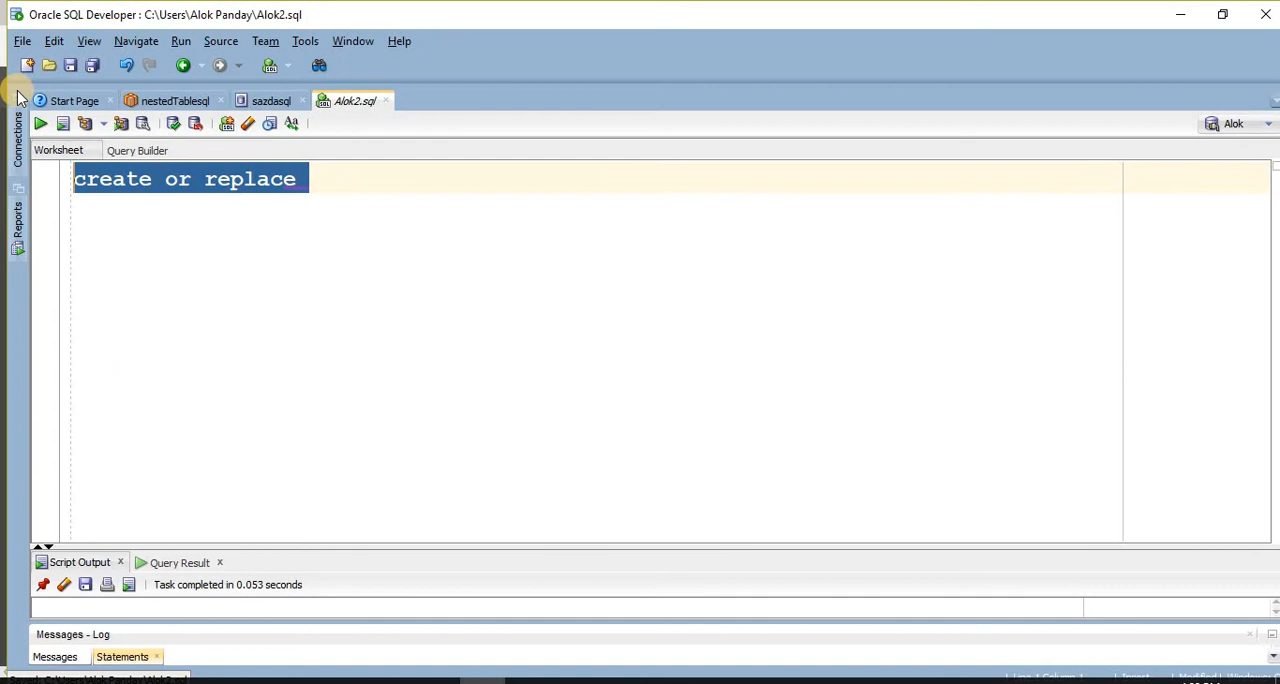 Oracle SQL Developer : C:\Users\Alok Panday\Alok2.sql
File Edit View Navigate Run Source Team Tools Window Help
Start Page nestedTablesql sazdasql Alok2.sql
Alok
Worksheet Query Builder
Connections
Reports
create or replace
Script Output Query Result
Task completed in 0.053 seconds
Messages - Log
Messages Statements